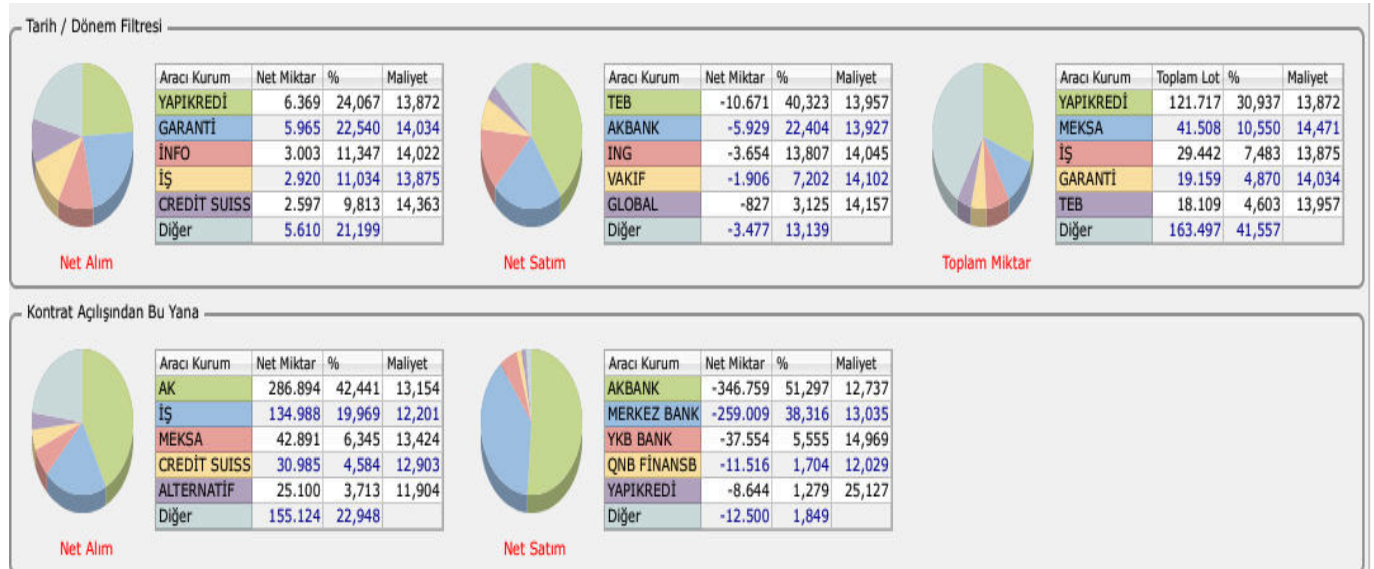 Tarih / Dönem Filtresi
Aracı Kurum Net Miktar % Maliyet
YAPIKREDİ 6.369 24,067 13,872
GARANTİ 5.965 22,540 14,034
İNFO 3.003 11,347 14,022
İŞ 2.920 11,034 13,875
CREDİT SUISS 2.597 9,813 14,363
Diğer 5.610 21,199
Net Alım
Aracı Kurum Net Miktar % Maliyet
TEB -10.671 40,323 13,957
AKBANK -5.929 22,404 13,927
ING -3.654 13,807 14,045
VAKIF -1.906 7,202 14,102
GLOBAL -827 3,125 14,157
Diğer -3.477 13,139
Net Satım
Aracı Kurum Toplam Lot % Maliyet
YAPIKREDİ 121.717 30,937 13,872
MEKSA 41.508 10,550 14,471
İŞ 29.442 7,483 13,875
GARANTİ 19.159 4,870 14,034
TEB 18.109 4,603 13,957
Diğer 163.497 41,557
Toplam Miktar
Kontrat Açılışından Bu Yana
Aracı Kurum Net Miktar % Maliyet
AK 286.894 42,441 13,154
İŞ 134.988 19,969 12,201
MEKSA 42.891 6,345 13,424
CREDİT SUISS 30.985 4,584 12,903
ALTERNATİF 25.100 3,713 11,904
Diğer 155.124 22,948
Net Alım
Aracı Kurum Net Miktar % Maliyet
AKBANK -346.759 51,297 12,737
MERKEZ BANK -259.009 38,316 13,035
YKB BANK -37.554 5,555 14,969
QNB FİNANSB -11.516 1,704 12,029
YAPIKREDİ -8.644 1,279 25,127
Diğer -12.500 1,849
Net Satım